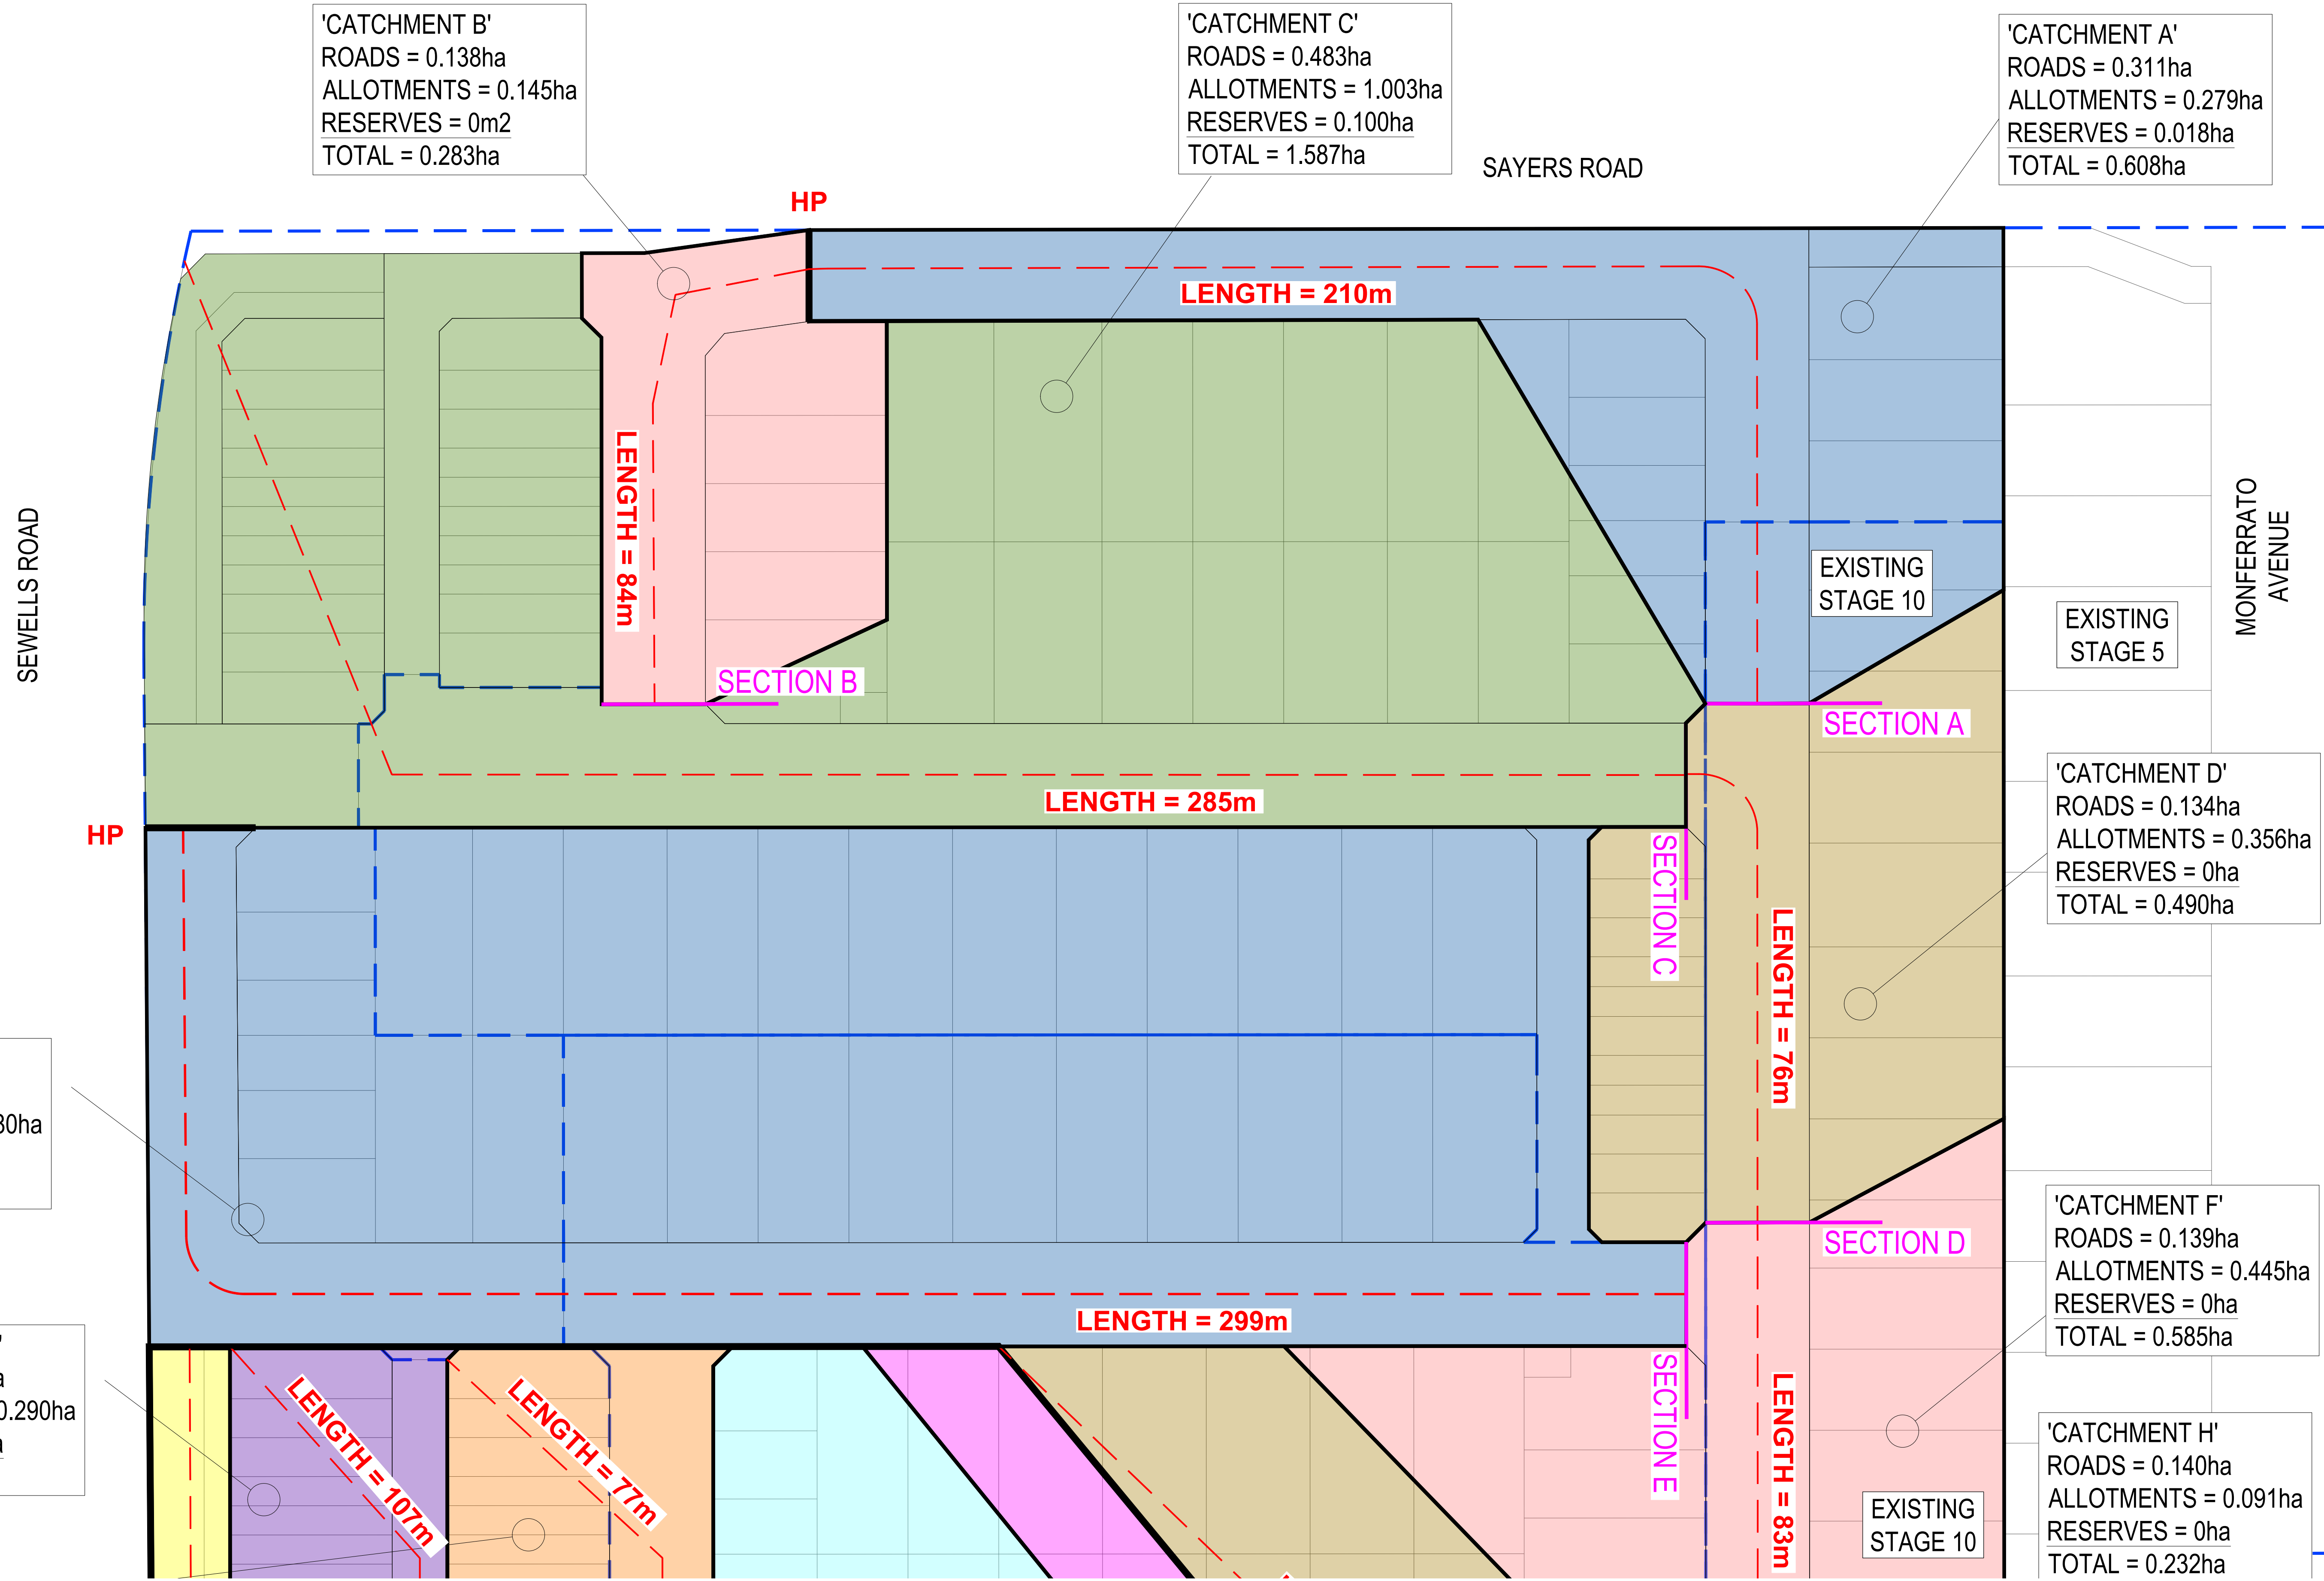 'CATCHMENT B'
ROADS = 0.138ha
ALLOTMENTS = 0.145ha
RESERVES = 0m2
TOTAL = 0.283ha
'CATCHMENT C'
ROADS = 0.483ha
ALLOTMENTS = 1.003ha
RESERVES = 0.100ha
TOTAL = 1.587ha
'CATCHMENT A'
ROADS = 0.311ha
ALLOTMENTS = 0.279ha
RESERVES = 0.018ha
TOTAL = 0.608ha
SAYERS ROAD
HP
LENGTH = 210m
LENGTH = 84m
SEWELLS ROAD
MONFERRATO
AVENUE
EXISTING
STAGE 10
EXISTING
STAGE 5
SECTION B
SECTION A
LENGTH = 285m
HP
SECTION C
'CATCHMENT D'
ROADS = 0.134ha
ALLOTMENTS = 0.356ha
RESERVES = 0ha
TOTAL = 0.490ha
LENGTH = 76m
30ha
SECTION D
'CATCHMENT F'
ROADS = 0.139ha
ALLOTMENTS = 0.445ha
RESERVES = 0ha
TOTAL = 0.585ha
LENGTH = 299m
SECTION E
'
a
0.290ha
a
LENGTH = 107m
LENGTH = 77m
LENGTH = 83m
EXISTING
STAGE 10
'CATCHMENT H'
ROADS = 0.140ha
ALLOTMENTS = 0.091ha
RESERVES = 0ha
TOTAL = 0.232ha